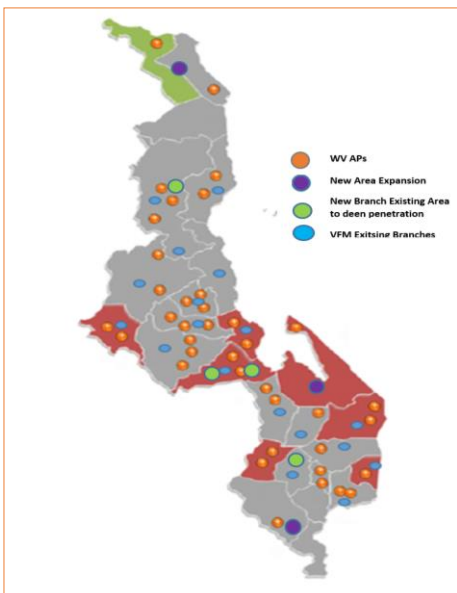 WV APs
New Area Expansion
New Branch Existing Area
to deen penetration
VFM Exitsing Branches